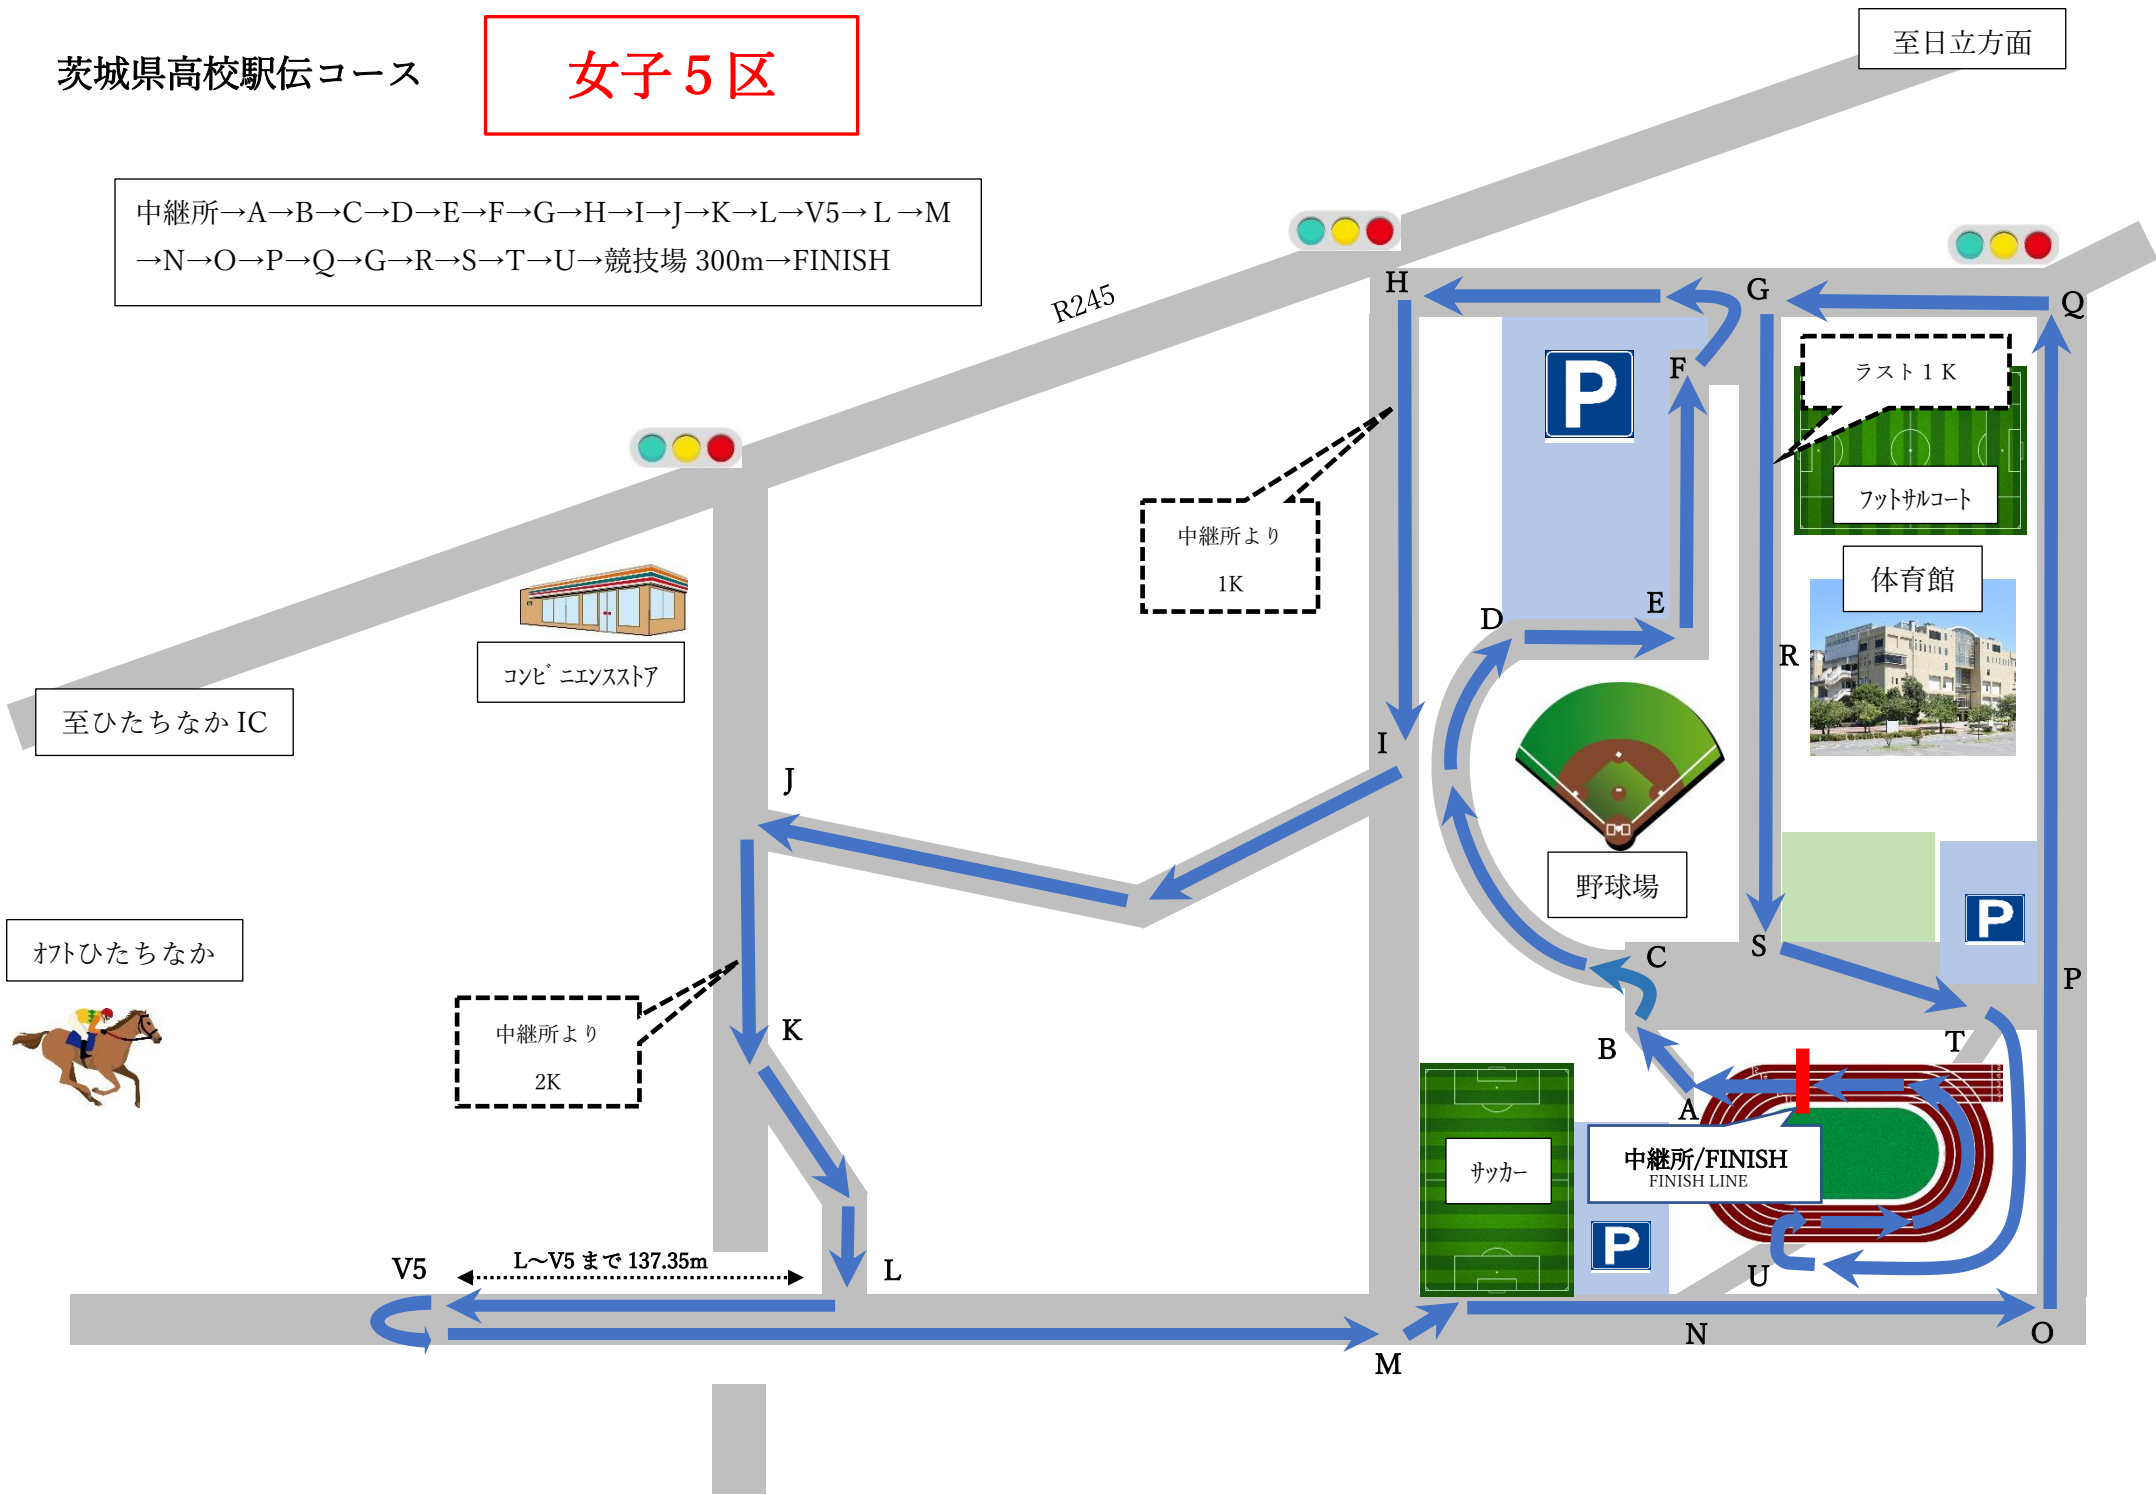 茨城県高校駅伝コース
女子５区
至日立方面
中継所→A→B→C→D→E→F→G→H→I→J→K→L→V5→Ｌ→M
→N→O→P→Q→G→R→S→T→U→競技場 300m→FINISH
R245
H
G
Q
F
P
ラスト１K
フットサルコート
中継所より
1K
体育館
コンビニエンスストア
D
E
R
至ひたちなか IC
I
J
野球場
オフトひたちなか
C
S
P
P
中継所より
2K
K
B
T
A
サッカー
中継所/FINISH
FINISH LINE
P
V5
L～V5 まで 137.35m
L
U
N
O
M